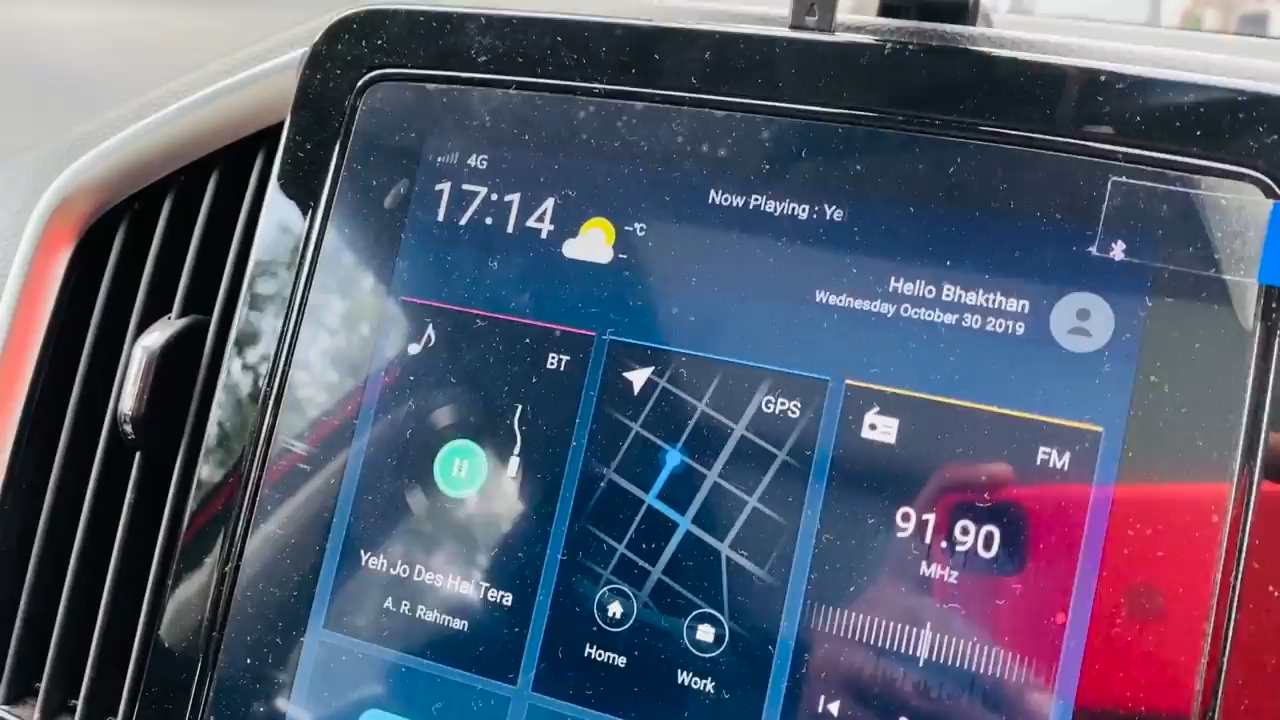 4G
17:14
-°C
-
Now Playing : Ye
Hello Bhakthan
Wednesday October 30 2019
BT
Yeh Jo Des Hai Tera
A. R. Rahman
GPS
Home
Work
FM
91.90
MHz